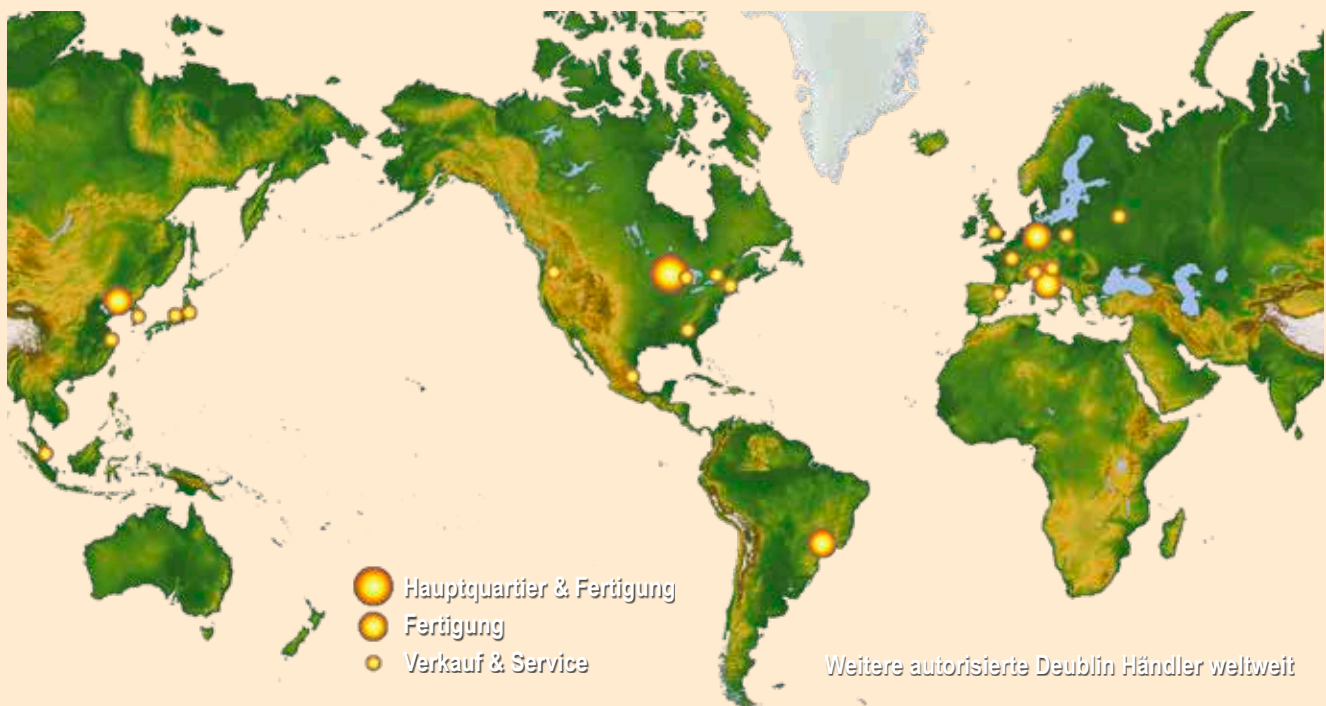 Hauptquartier & Fertigung
Fertigung
Verkauf & Service
Weitere autorisierte Deublin Händler weltweit